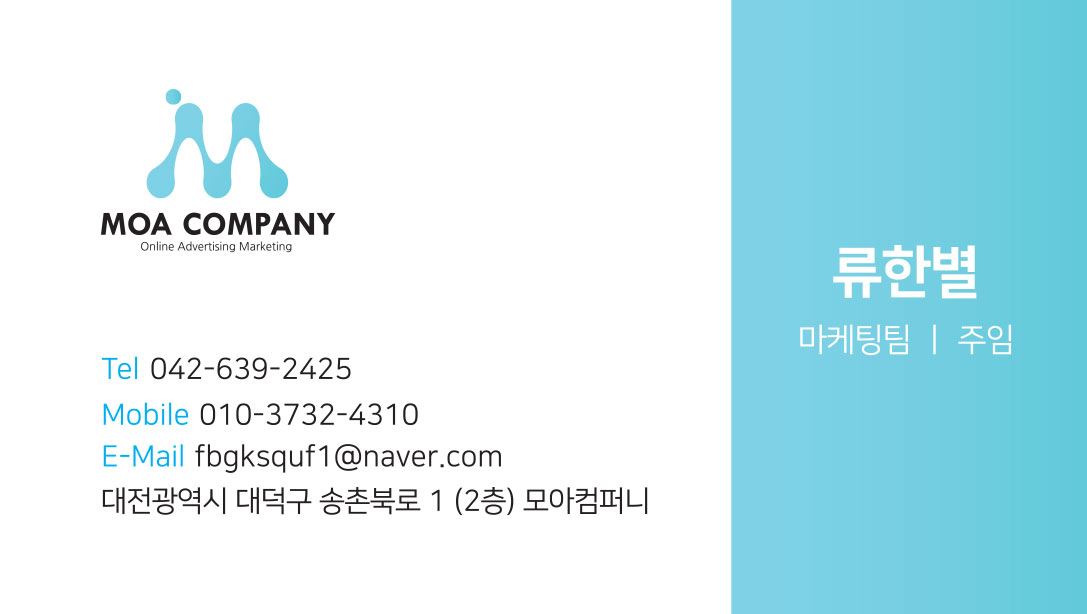 MOA COMPANY
Online Advertising Marketing
Tel 042-639-2425
Mobile 010-3732-4310
E-Mail fbgksquf1@naver.com
대전광역시 대덕구 송촌북로 1 (2층) 모아컴퍼니
류한별
마케팅팀 | 주임